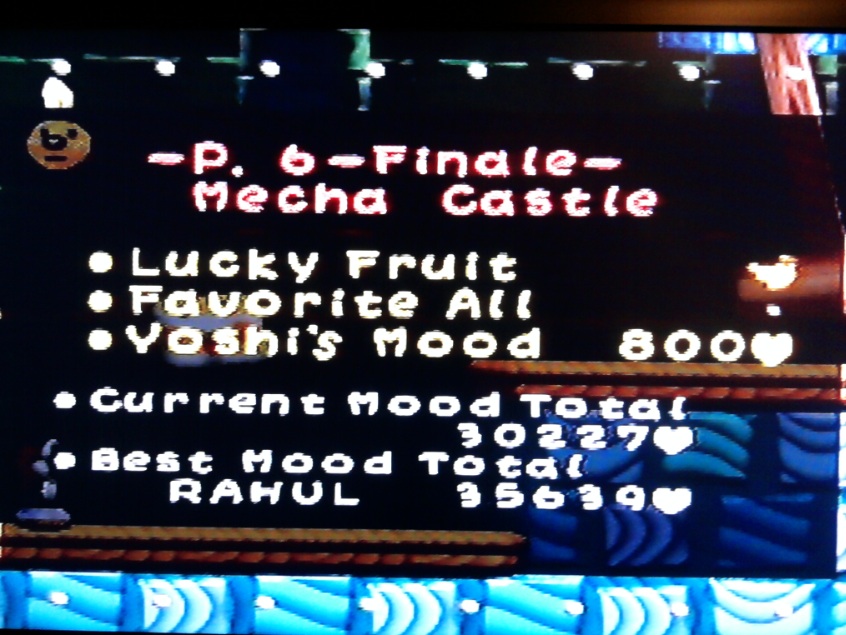 -P. 6-Finale-
Mecha Castle
• Lucky Fruit
• Favorite All
• Yoshi's Mood 800♥
• Current Mood Total
30227♥
• Best Mood Total
RAHUL 35639♥